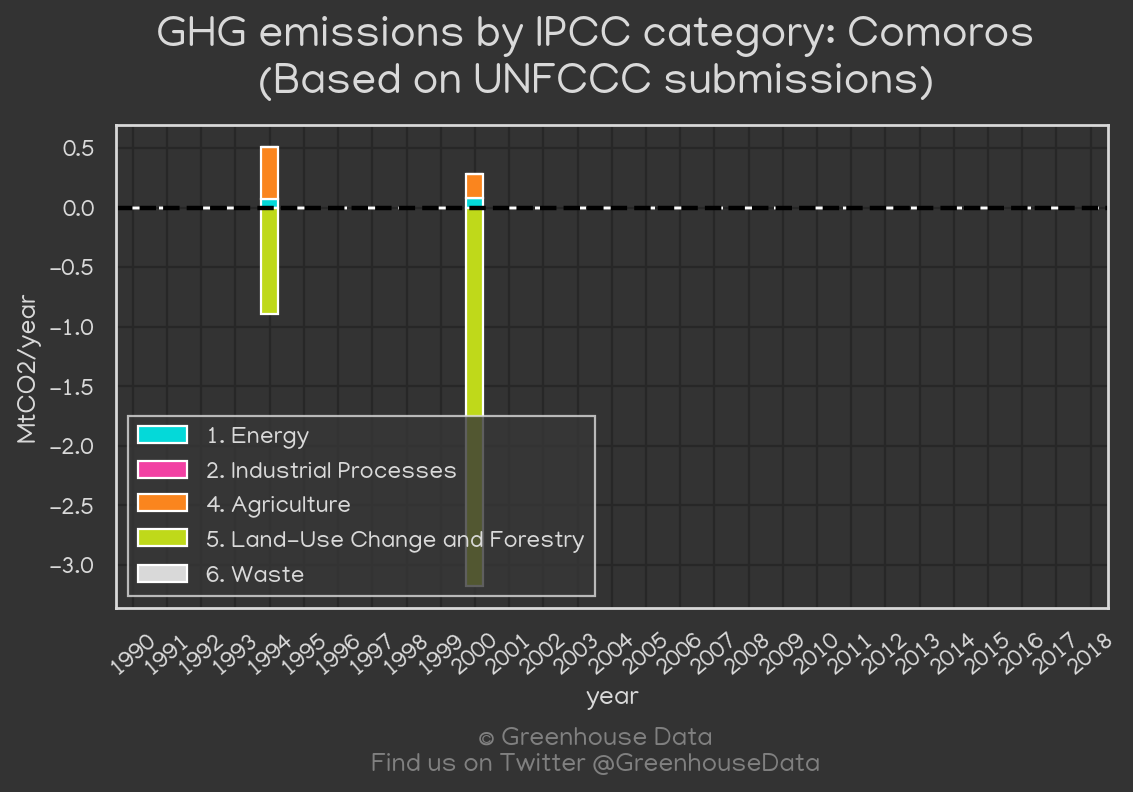 GHG emissions by IPCC category: Comoros
(Based on UNFCCC submissions)
MtCO2/year
0.5
0.0
−0.5
−1.0
−1.5
−2.0
−2.5
−3.0
1. Energy
2. Industrial Processes
4. Agriculture
5. Land−Use Change and Forestry
6. Waste
1990 1991 1992 1993 1994 1995 1996 1997 1998 1999 2000 2001 2002 2003 2004 2005 2006 2007 2008 2009 2010 2011 2012 2013 2014 2015 2016 2017 2018
year
© Greenhouse Data
Find us on Twitter @GreenhouseData